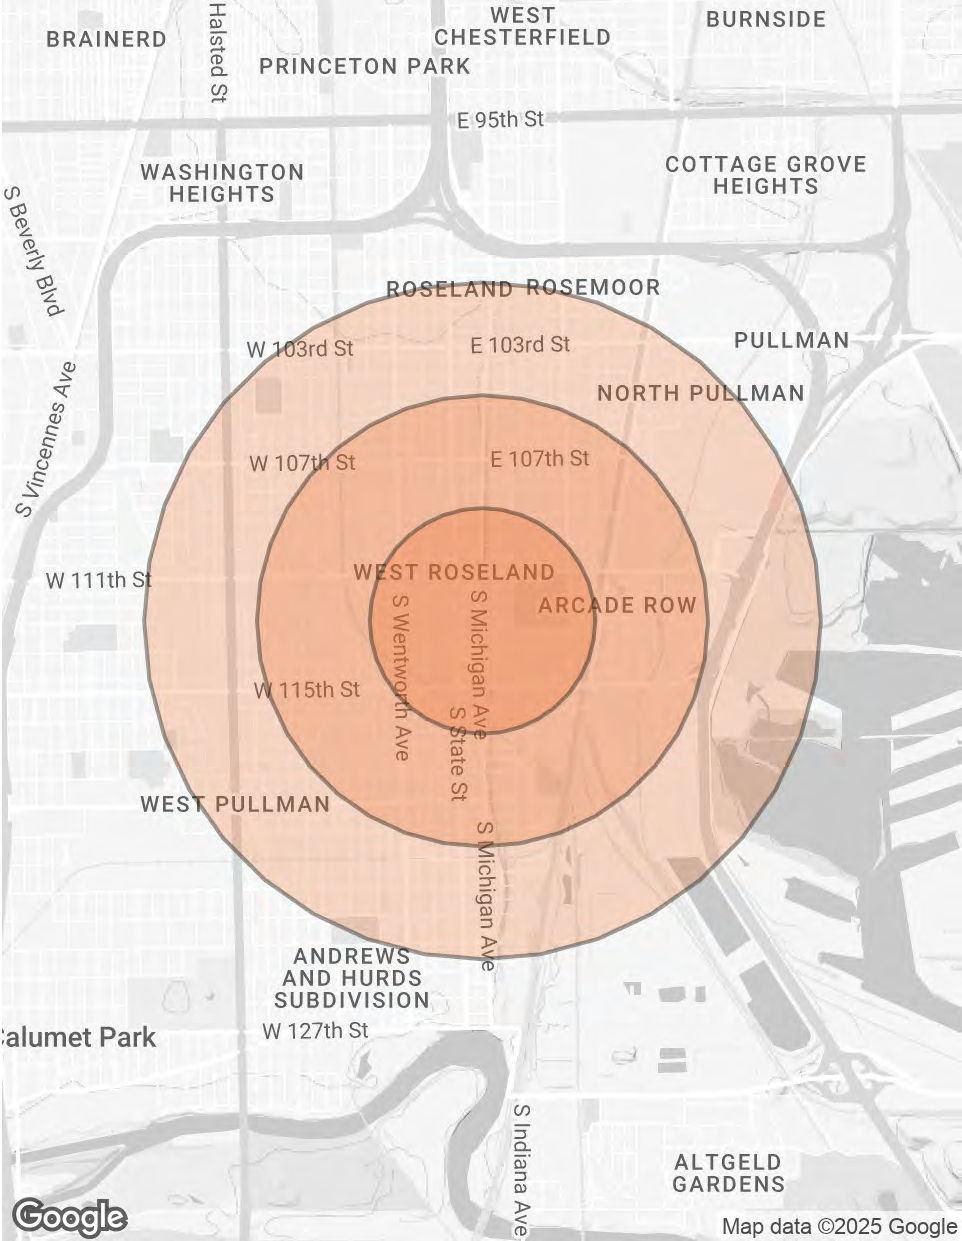 Halsted St
WEST
CHESTERFIELD
BURNSIDE
BRAINERD
PRINCETON PARK
E 95th St
WASHINGTON
HEIGHTS
COTTAGE GROVE
HEIGHTS
S Beverly Blvd
ROSELAND
ROSEMOOR
W 103rd St
E 103rd St
PULLMAN
NORTH PULLMAN
S Vincennes Ave
W 107th St
E 107th St
W 111th St
WEST ROSELAND
ARCADE ROW
S Wentworth Ave
S Michigan Ave
W 115th St
S State St
WEST PULLMAN
S Michigan Ave
ANDREWS
AND HURDS
SUBDIVISION
W 127th St
alumet Park
S Indiana Ave
ALTGELD
GARDENS
Google
Map data ©2025 Google